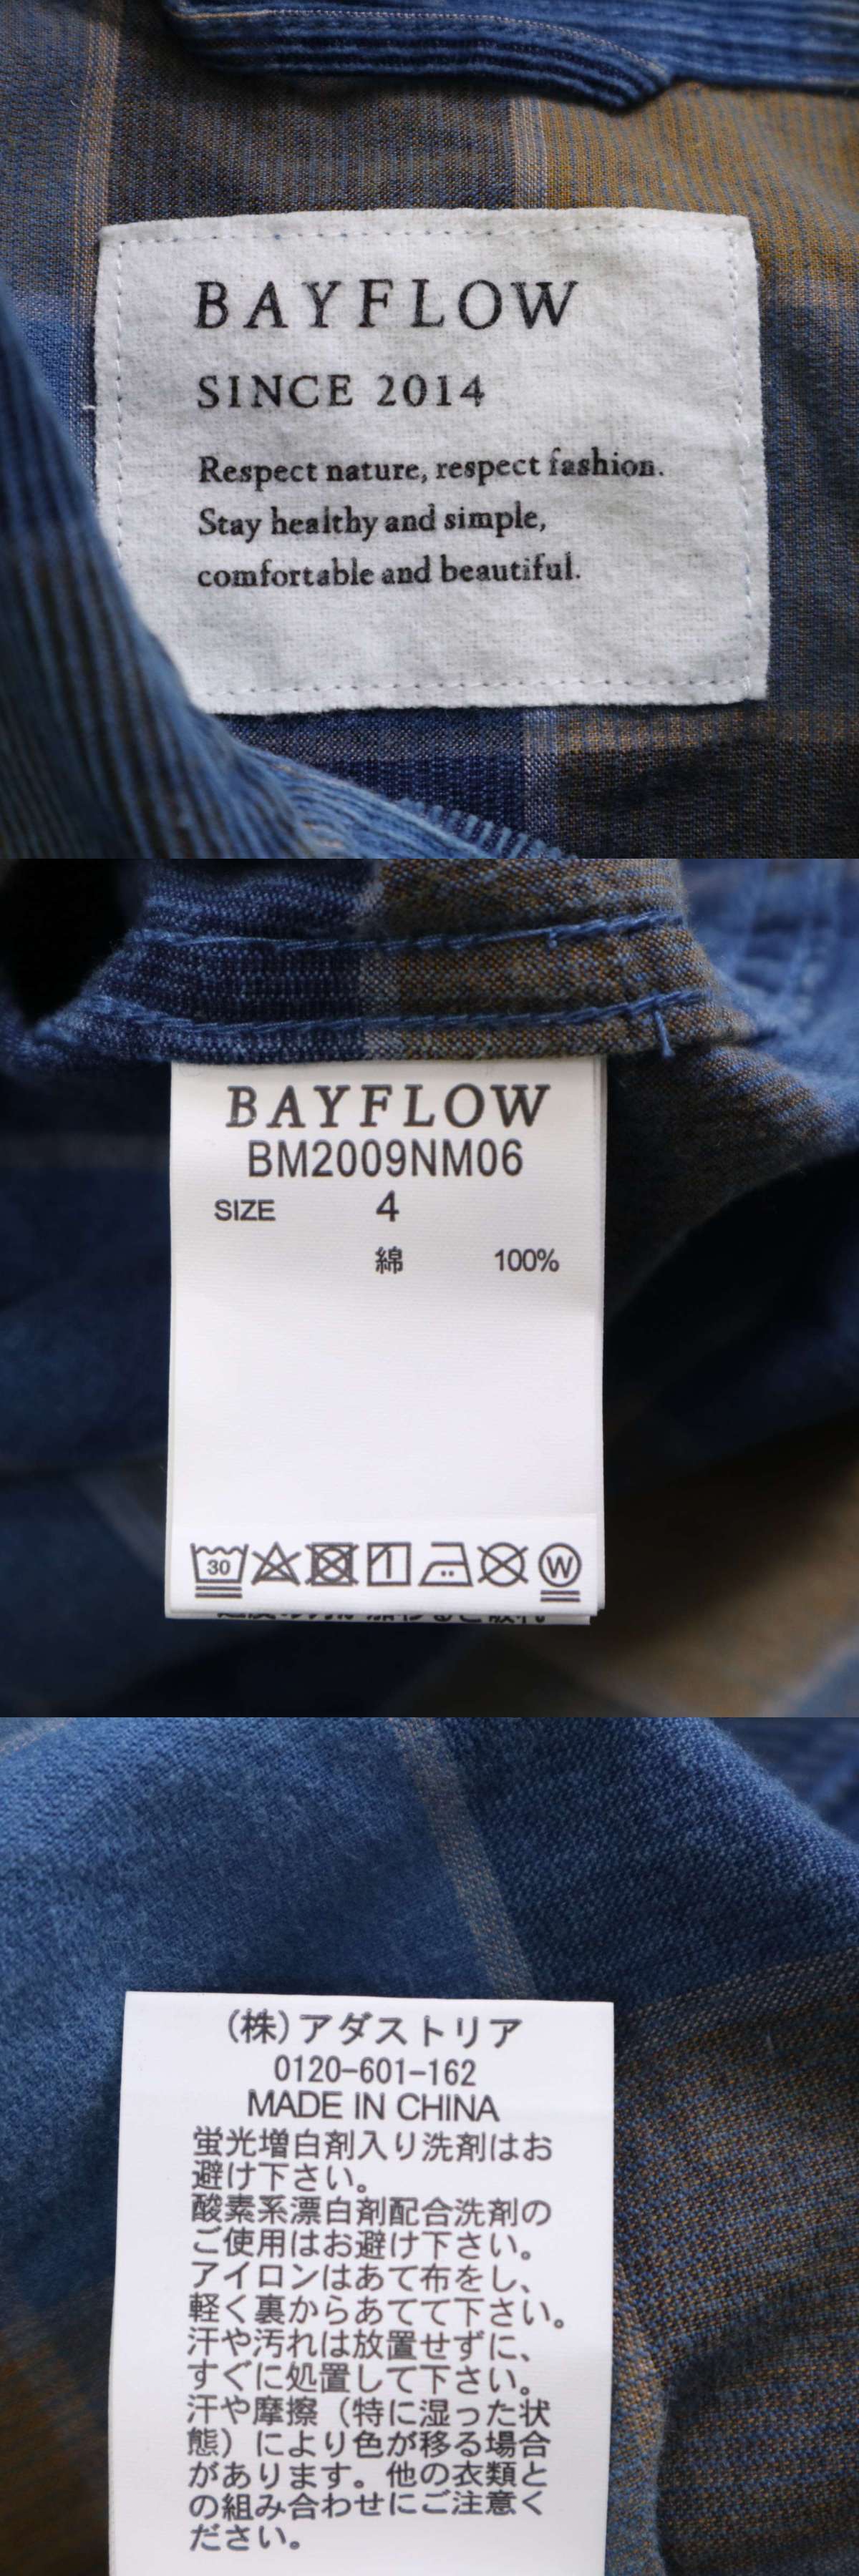 BAYFLOW
SINCE 2014
Respect nature, respect fashion.
Stay healthy and simple,
comfortable and beautiful.
BAYFLOW
BM2009NM06
SIZE 4
綿 100%
30
W
(株)アダストリア
0120-601-162
MADE IN CHINA
蛍光増白剤入り洗剤はお
避け下さい。
酸素系漂白剤配合洗剤の
ご使用はお避け下さい。
アイロンはあて布をし、
軽く裏からあてて下さい。
汗や汚れは放置せずに、
すぐに処置して下さい。
汗や摩擦（特に湿った状
態）により色が移る場合
があります。他の衣類と
の組み合わせにご注意く
ださい。